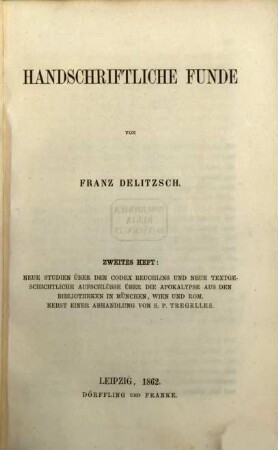 HANDSCHRIFTLICHE FUNDE
VON
FRANZ DELITZSCH.
ZWEITES HEFT:
NEUE STUDIEN ÜBER DEN CODEX REUCHLINS UND NEUE TEXTGE-
SCHICHTLICHE AUFSCHLÜSSE ÜBER DIE APOKALYPSE AUS DEN
BIBLIOTHEKEN IN MÜNCHEN, WIEN UND ROM.
NEBST EINER ABHANDLUNG VON S. P. TREGELLES.
LEIPZIG, 1862.
DÖRFFLING UND FRANKE.